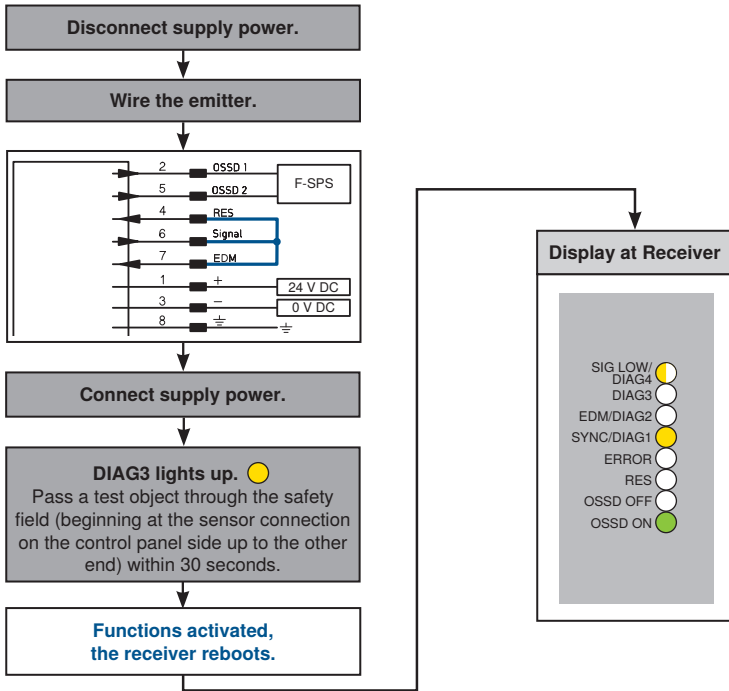 Disconnect supply power.
Wire the emitter.
2 OSSD 1
F-SPS
5 OSSD 2
4 RES
6 Signal
7 EDM
1 + 24 V DC
3 – 0 V DC
8
Connect supply power.
DIAG3 lights up.
Pass a test object through the safety
field (beginning at the sensor connection
on the control panel side up to the other
end) within 30 seconds.
Functions activated,
the receiver reboots.
Display at Receiver
SIG LOW/
DIAG4
DIAG3
EDM/DIAG2
SYNC/DIAG1
ERROR
RES
OSSD OFF
OSSD ON